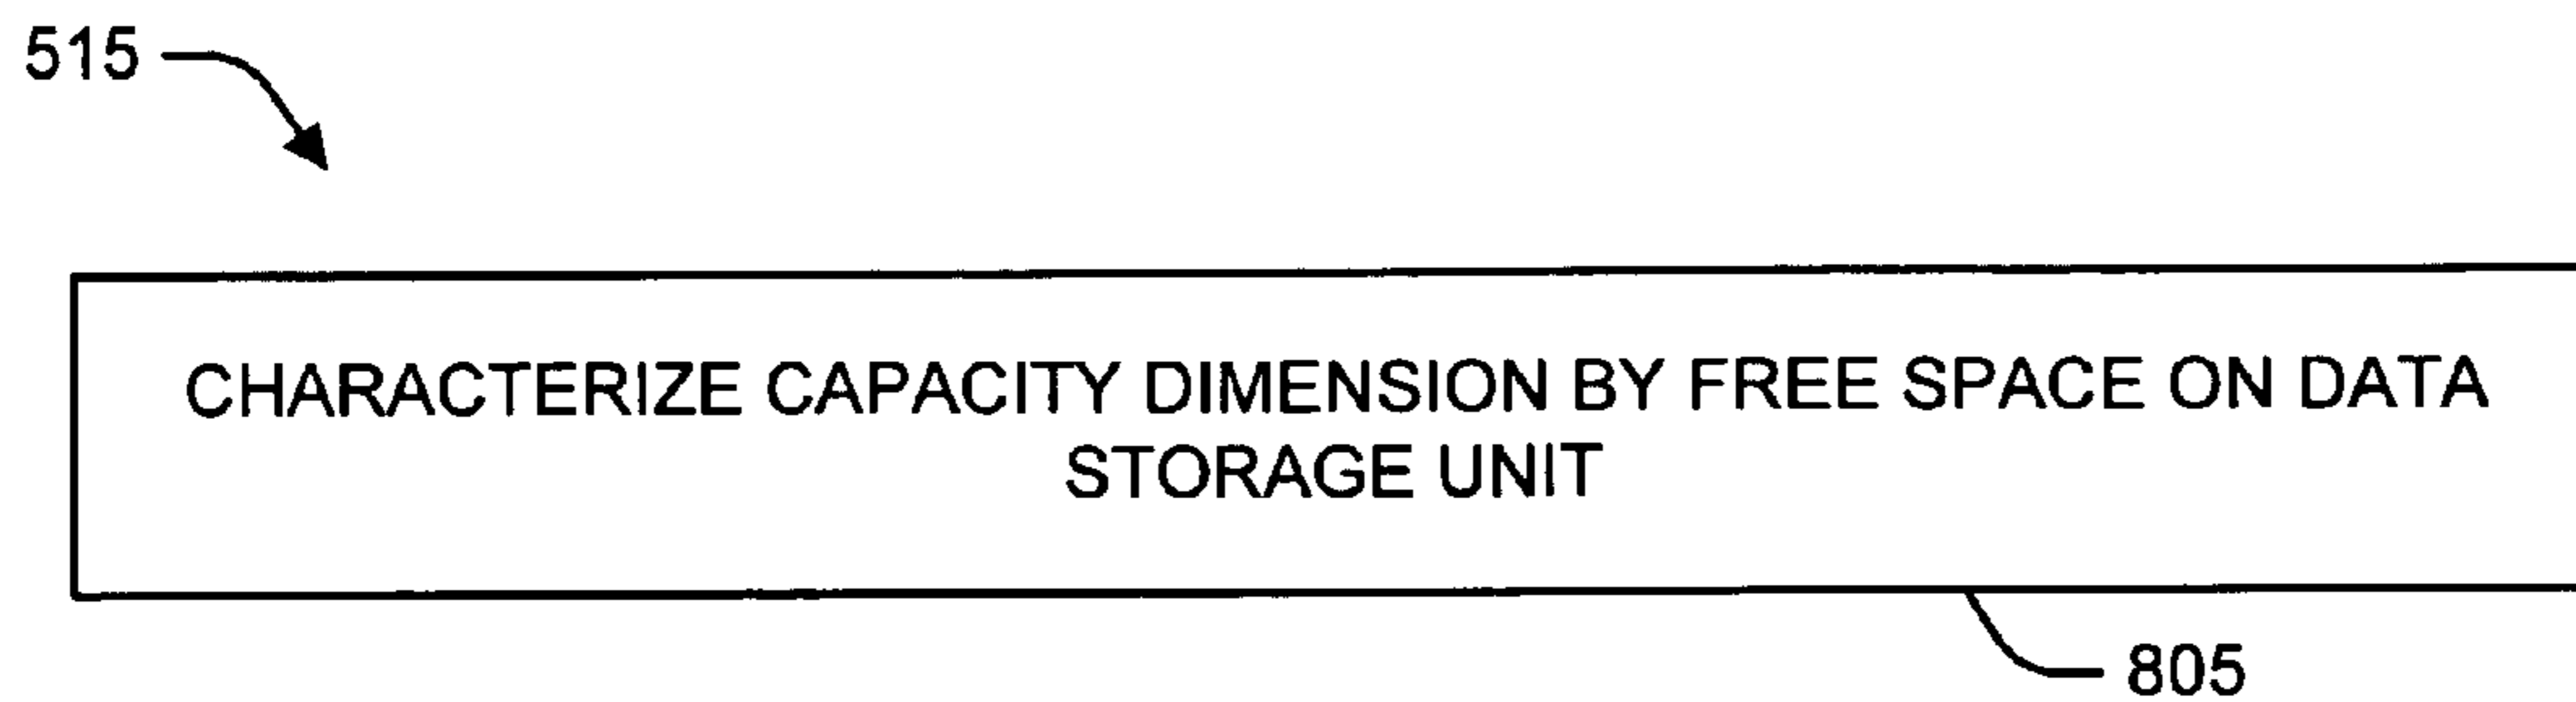 515
CHARACTERIZE CAPACITY DIMENSION BY FREE SPACE ON DATA
STORAGE UNIT
805